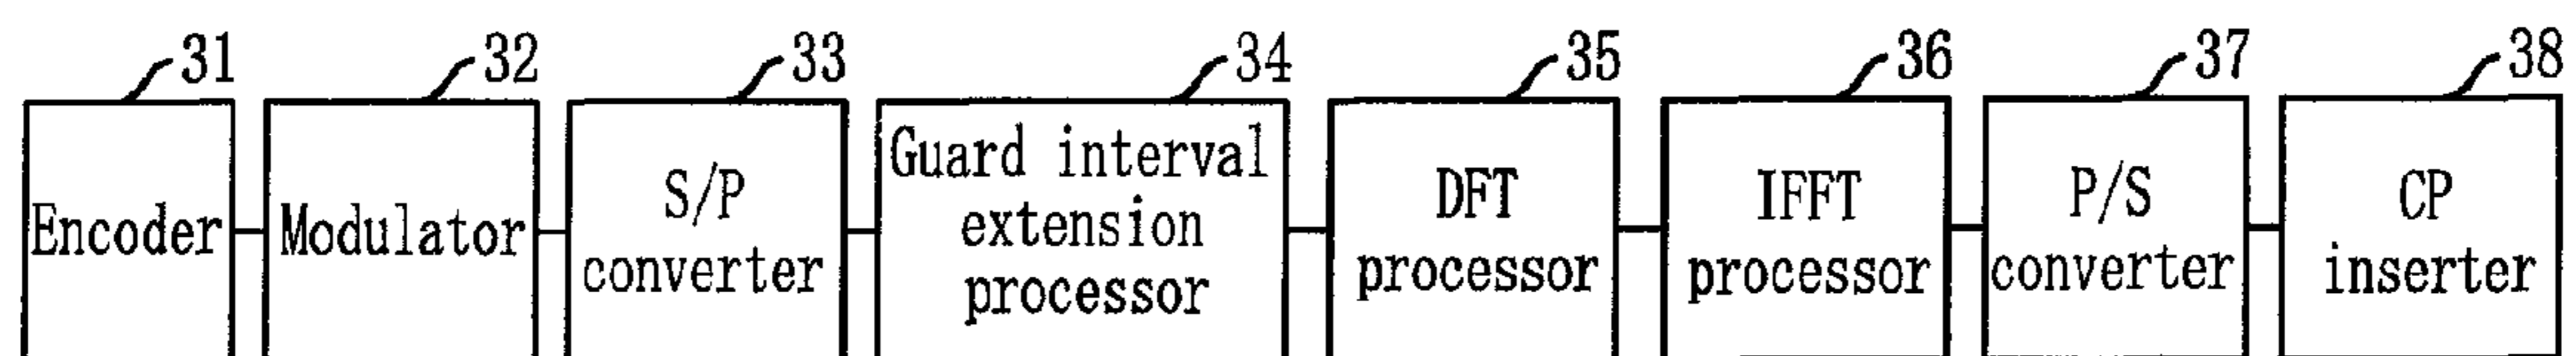 31 32 33 34 35 36 37 38
Encoder
Modulator
S/P
converter
Guard interval
extension
processor
DFT
processor
IFFT
processor
P/S
converter
CP
inserter